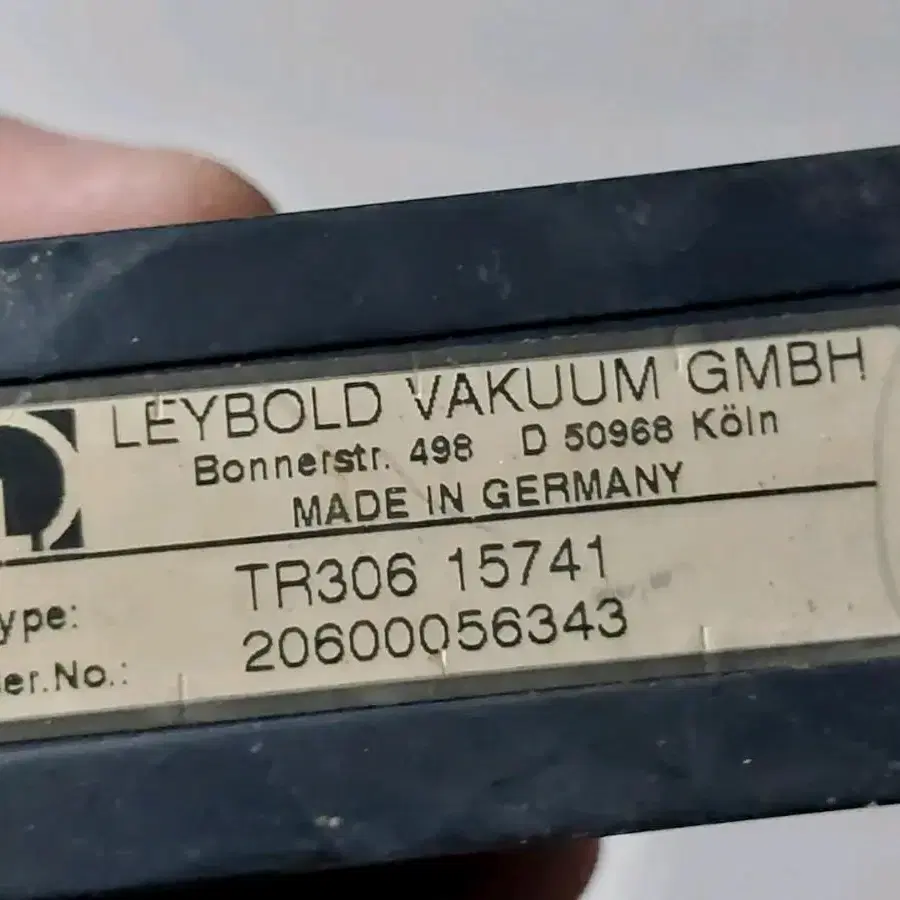 LEYBOLD VAKUUM GMBH
Bonnerstr. 498 D 50968 Köln
MADE IN GERMANY
ype: TR306 15741
er.No.: 20600056343